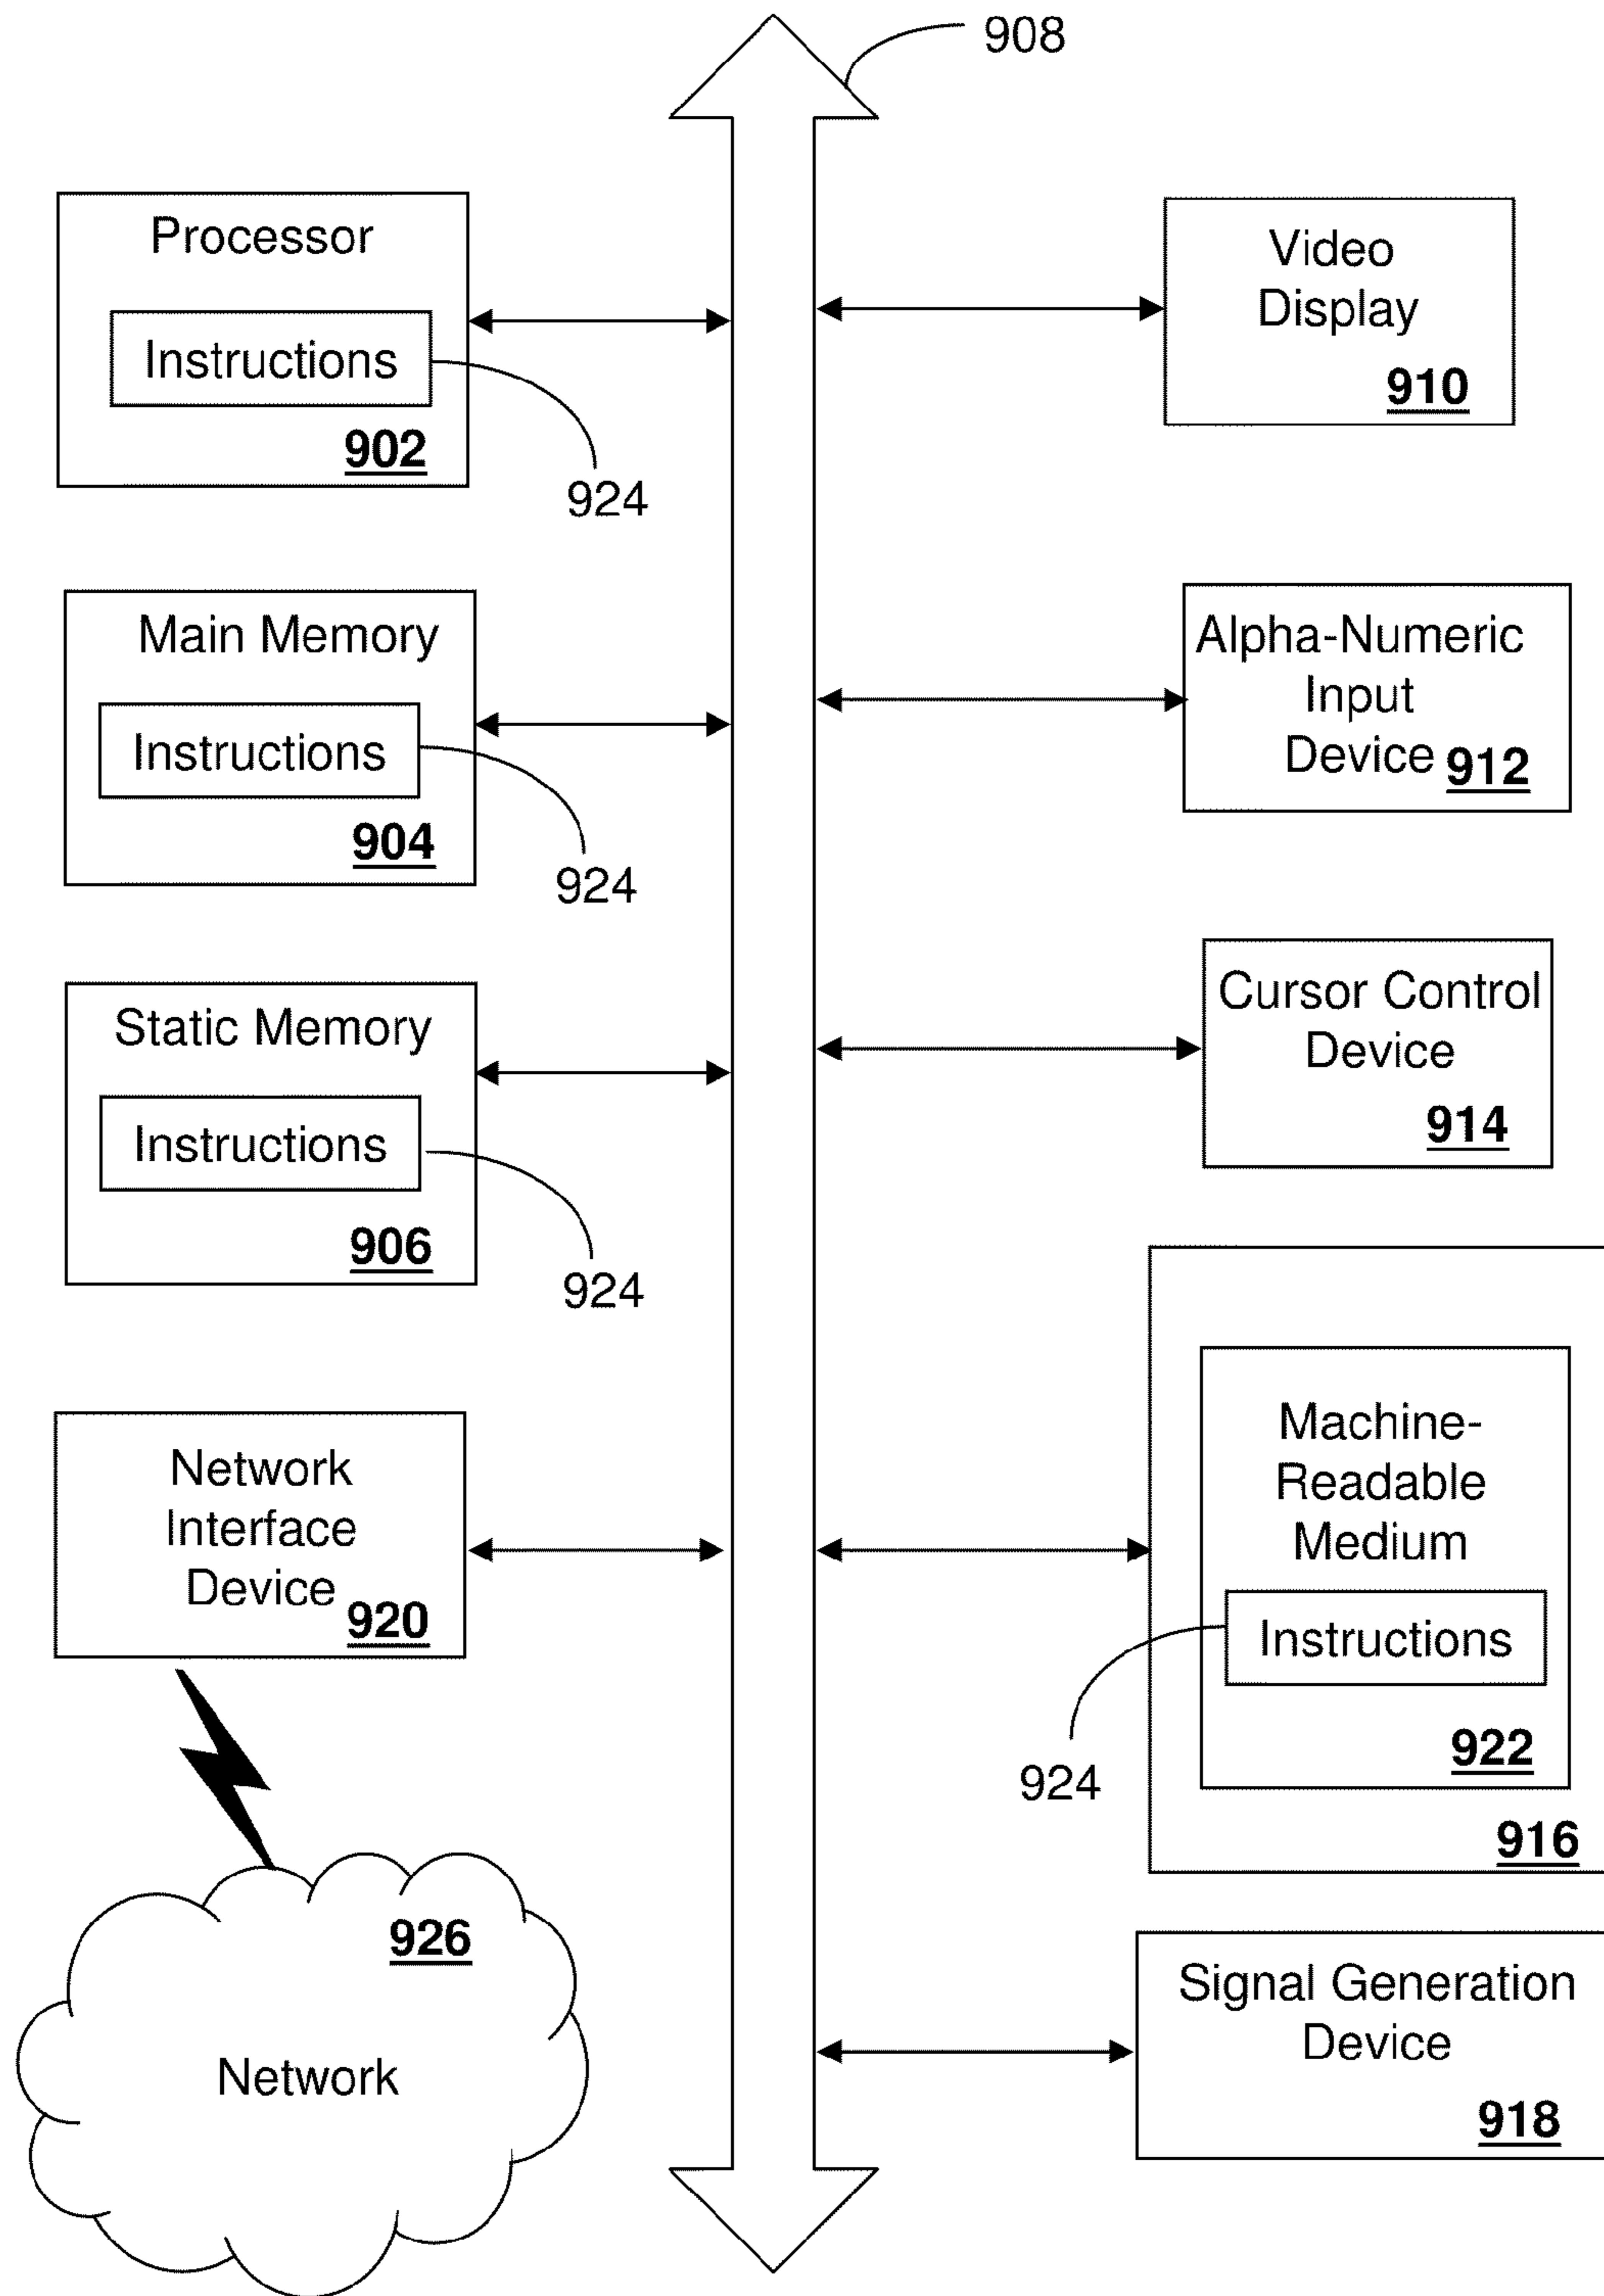 908
Processor
Instructions
902
924
Main Memory
Instructions
904
924
Static Memory
Instructions
906
924
Network
Interface
Device
920
926
Network
Video
Display
910
Alpha-Numeric
Input
Device 912
Cursor Control
Device
914
Machine-
Readable
Medium
Instructions
922
924
916
Signal Generation
Device
918